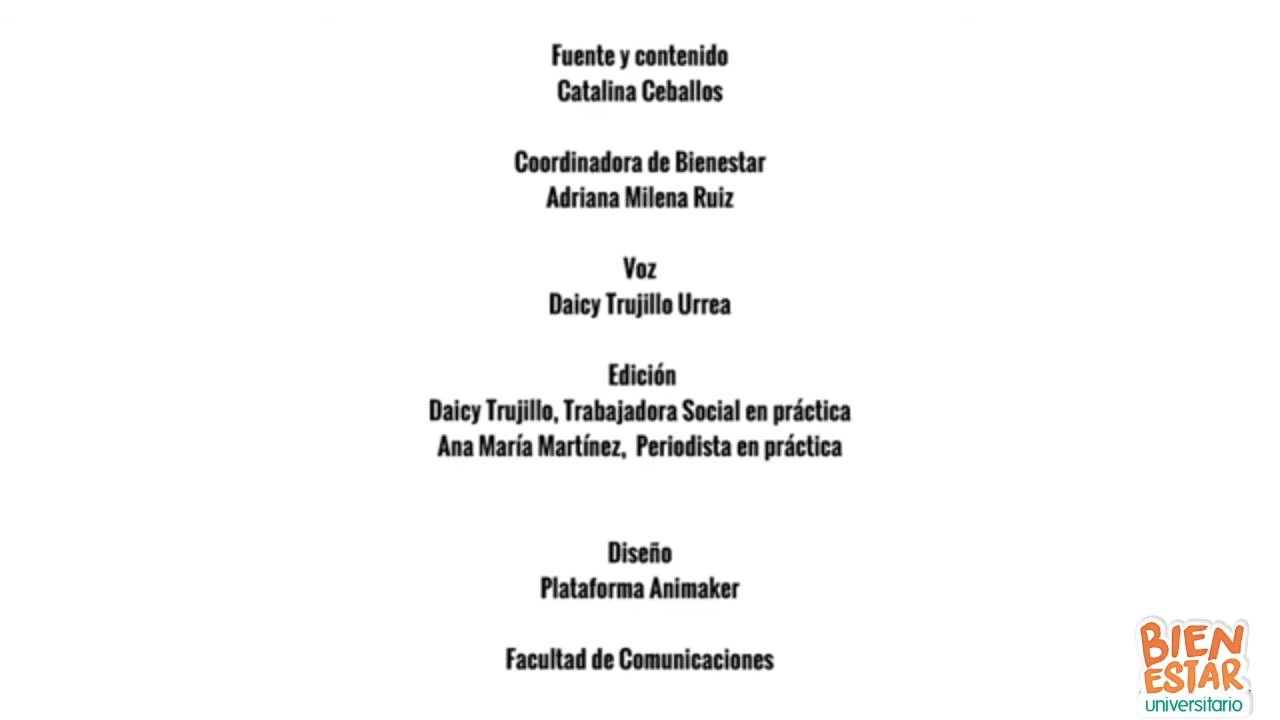 Fuente y contenido
Catalina Ceballos
Coordinadora de Bienestar
Adriana Milena Ruiz
Voz
Daicy Trujillo Urrea
Edición
Daicy Trujillo, Trabajadora Social en práctica
Ana María Martínez, Periodista en práctica
Diseño
Plataforma Animaker
Facultad de Comunicaciones
BIEN
ESTAR
universitario